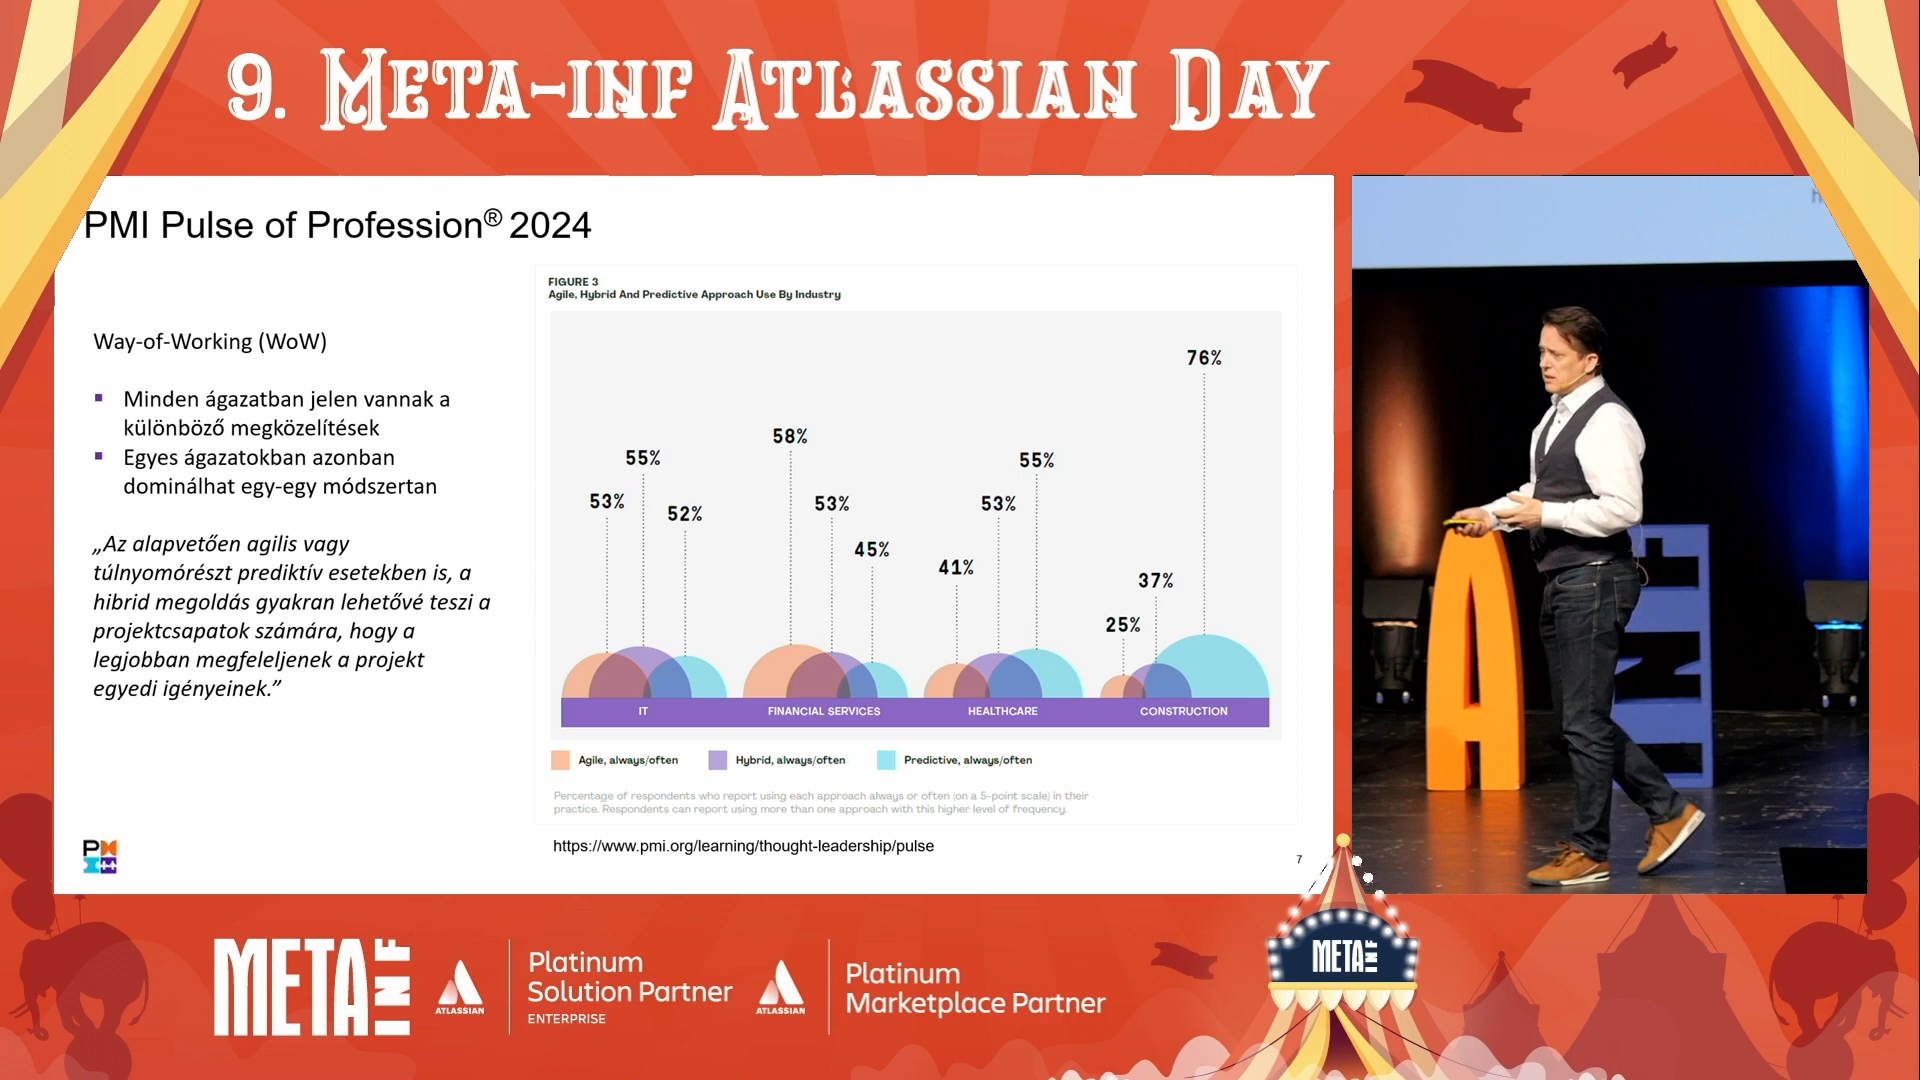 9. META-INF ATLASSIAN DAY
PMI Pulse of Profession® 2024
Way-of-Working (WoW)
▪ Minden ágazatban jelen vannak a
különböző megközelítések
▪ Egyes ágazatokban azonban
dominálhat egy-egy módszertan
„Az alapvetően agilis vagy
túlnyomórészt prediktív esetekben is, a
hibrid megoldás gyakran lehetővé teszi a
projektcsapatok számára, hogy a
legjobban megfeleljenek a projekt
egyedi igényeinek.”
FIGURE 3
Agile, Hybrid And Predictive Approach Use By Industry
53%
55%
52%
58%
53%
45%
41%
53%
55%
25%
37%
76%
IT
FINANCIAL SERVICES
HEALTHCARE
CONSTRUCTION
Agile, always/often
Hybrid, always/often
Predictive, always/often
Percentage of respondents who report using each approach always or often (on a 5-point scale) in their
practice. Respondents can report using more than one approach with this higher level of frequency.
https://www.pmi.org/learning/thought-leadership/pulse
7
PM
A
INF
META INF
ATLASSIAN
Platinum
Solution Partner
ENTERPRISE
ATLASSIAN
Platinum
Marketplace Partner
META INF